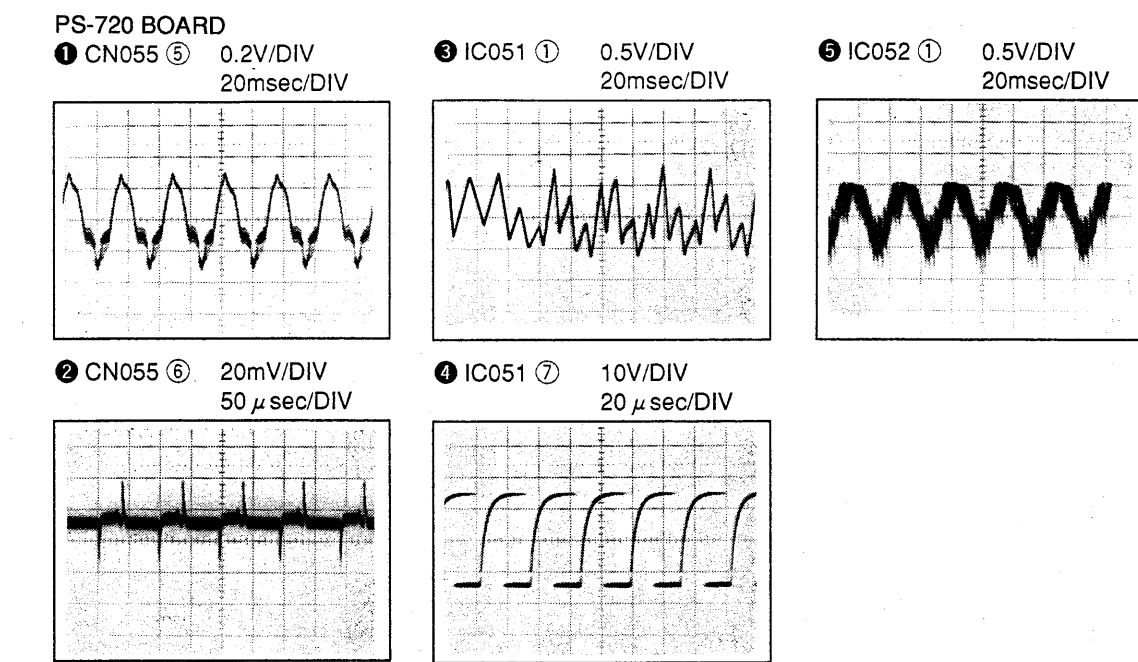 PS-720 BOARD
❶ CN055 ⑤ 0.2V/DIV
20msec/DIV
❸ IC051 ① 0.5V/DIV
20msec/DIV
❺ IC052 ① 0.5V/DIV
20msec/DIV
❷ CN055 ⑥ 20mV/DIV
50 μsec/DIV
❹ IC051 ⑦ 10V/DIV
20 μsec/DIV